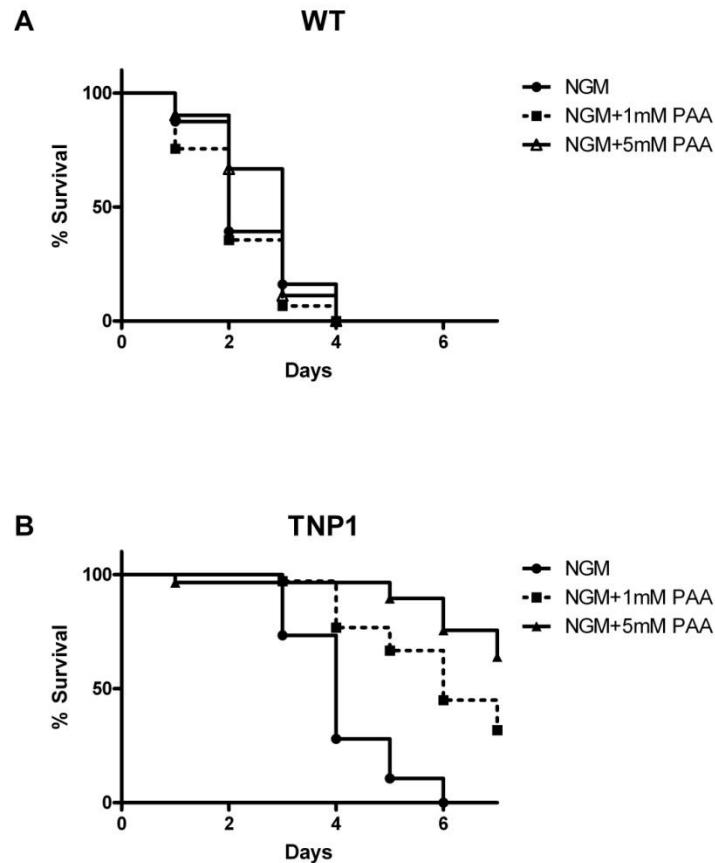 A
WT
100
50
0
% Survival
0 2 4 6
Days
NGM
NGM+1mM PAA
NGM+5mM PAA
B
TNP1
100
50
0
% Survival
0 2 4 6
Days
NGM
NGM+1mM PAA
NGM+5mM PAA